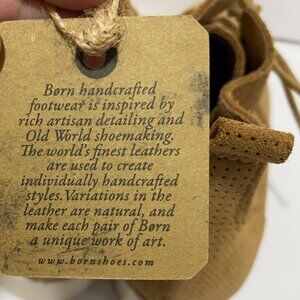 Børn handcrafted
footwear is inspired by
rich artisan detailing and
Old World shoemaking.
The world's finest leathers
are used to create
individually handcrafted
styles. Variations in the
leather are natural, and
make each pair of Børn
a unique work of art.
www.bornshoes.com